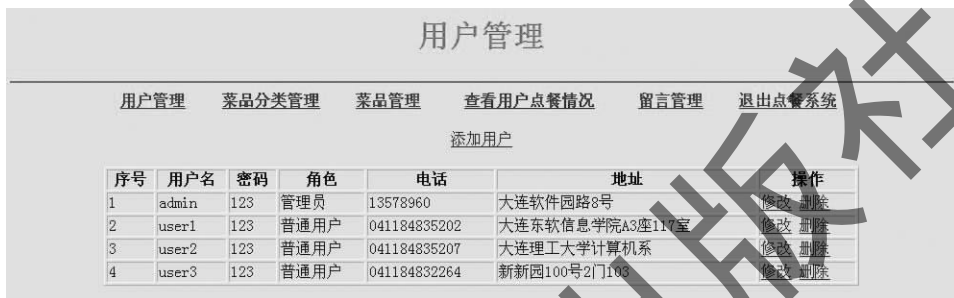 用户管理
用户管理 菜品分类管理 菜品管理 查看用户点餐情况 留言管理 退出点餐系统
添加用户
序号 用户名 密码 角色 电话 地址 操作
1 admin 123 管理员 13578960 大连软件园路8号 修改 删除
2 user1 123 普通用户 041184835202 大连东软信息学院A3座117室 修改 删除
3 user2 123 普通用户 041184835207 大连理工大学计算机系 修改 删除
4 user3 123 普通用户 041184832264 新新园100号2门103 修改 删除
版社